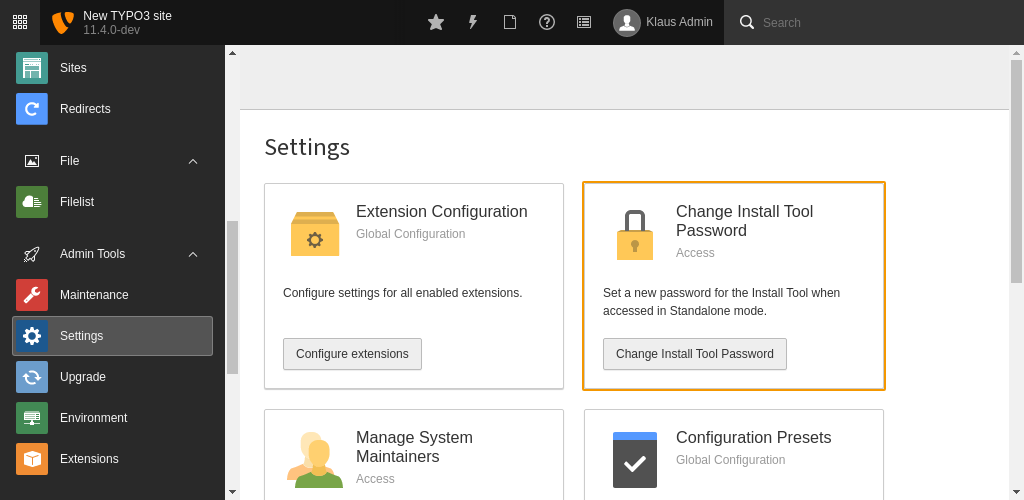 New TYPO3 site
11.4.0-dev
Klaus Admin
Search
Sites
Redirects
File
Filelist
Admin Tools
Maintenance
Settings
Upgrade
Environment
Extensions
Settings
Extension Configuration
Global Configuration
Configure settings for all enabled extensions.
Configure extensions
Change Install Tool
Password
Access
Set a new password for the Install Tool when
accessed in Standalone mode.
Change Install Tool Password
Manage System
Maintainers
Access
Configuration Presets
Global Configuration